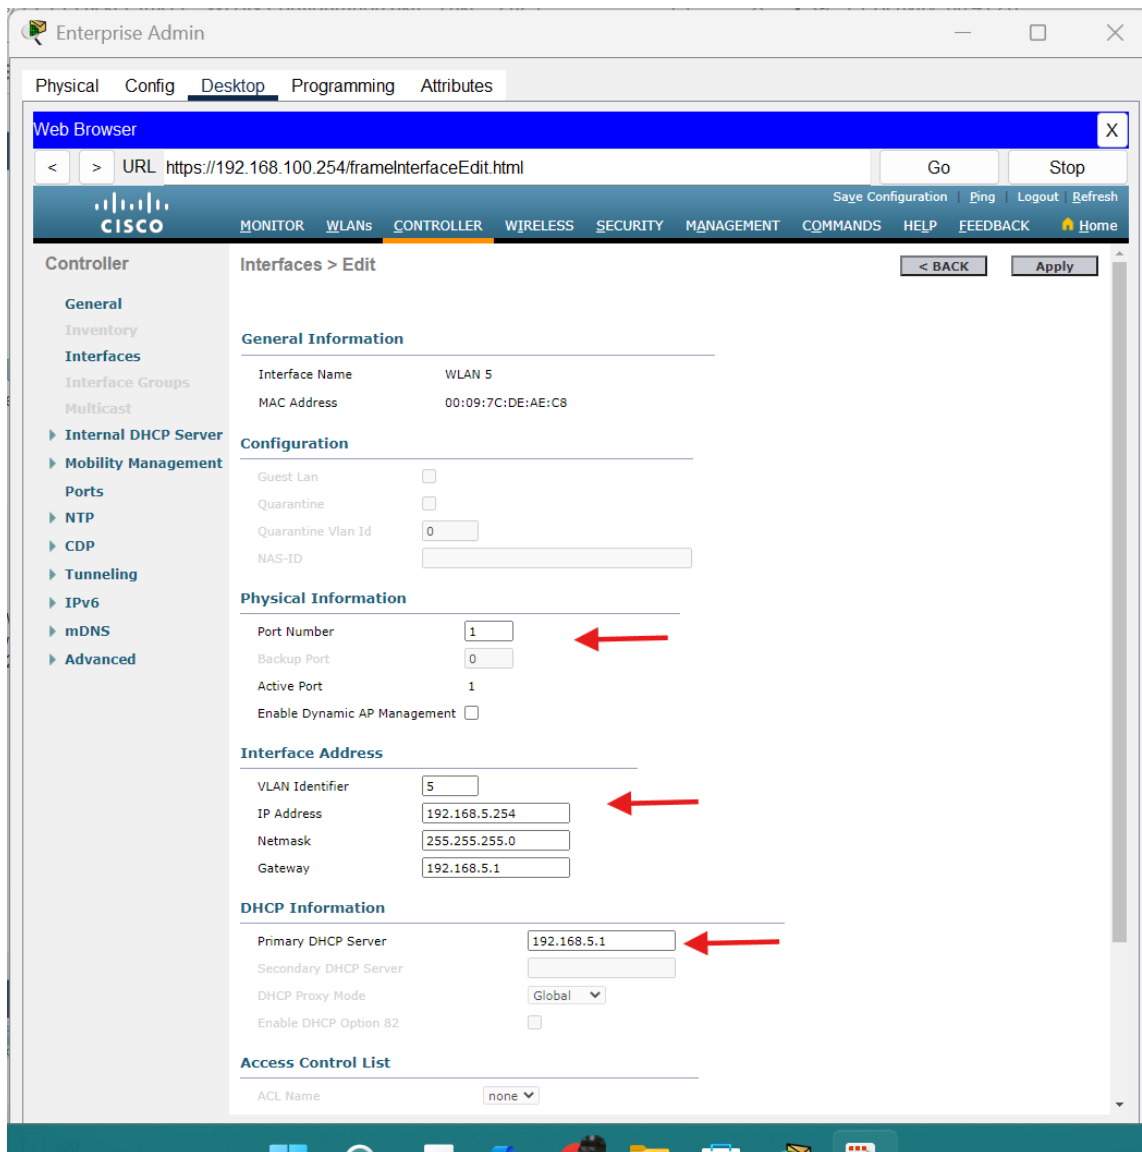 Enterprise Admin
Physical Config Desktop Programming Attributes
Web Browser X
< > URL https://192.168.100.254/frameInterfaceEdit.html Go Stop
Save Configuration | Ping | Logout | Refresh
CISCO MONITOR WLANs CONTROLLER WIRELESS SECURITY MANAGEMENT COMMANDS HELP FEEDBACK Home
Controller Interfaces > Edit < BACK Apply
General
Inventory
General Information
Interfaces
Interface Name WLAN 5
Interface Groups
MAC Address 00:09:7C:DE:AE:C8
Multicast
Internal DHCP Server
Configuration
Mobility Management
Guest Lan
Ports
Quarantine
NTP
Quarantine Vlan Id 0
CDP
NAS-ID
Tunneling
IPv6
Physical Information
mDNS
Port Number 1
Advanced
Backup Port 0
Active Port 1
Enable Dynamic AP Management
Interface Address
VLAN Identifier 5
IP Address 192.168.5.254
Netmask 255.255.255.0
Gateway 192.168.5.1
DHCP Information
Primary DHCP Server 192.168.5.1
Secondary DHCP Server
DHCP Proxy Mode Global
Enable DHCP Option 82
Access Control List
ACL Name none